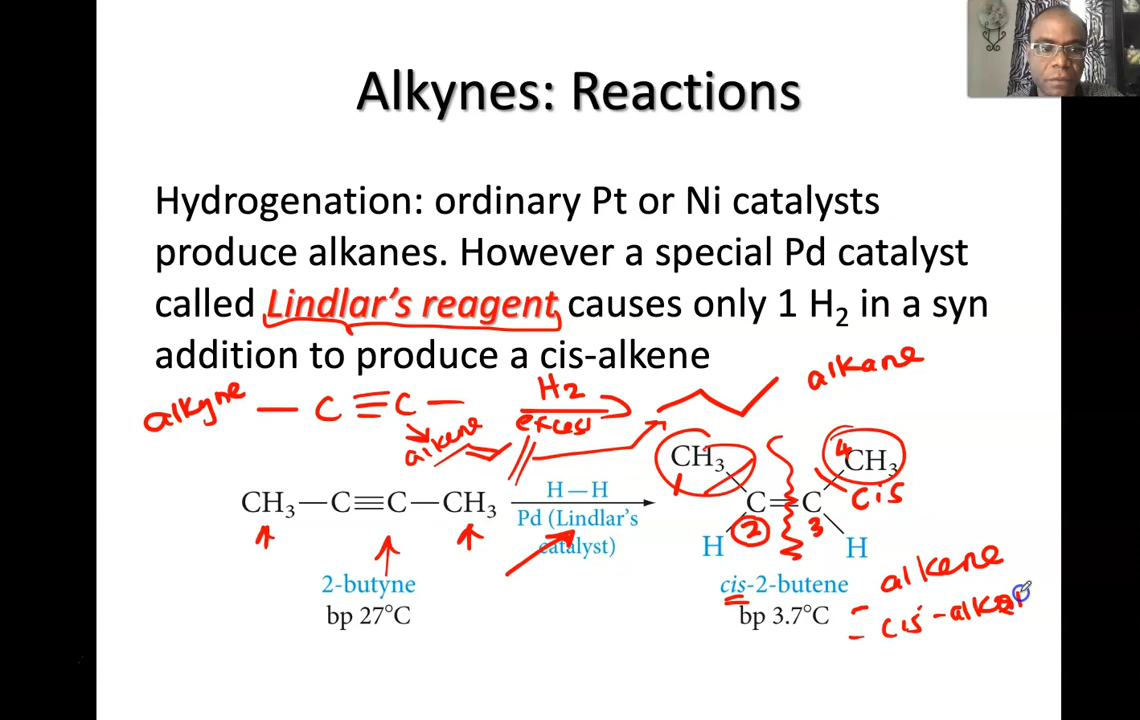 Alkynes: Reactions
Hydrogenation: ordinary Pt or Ni catalysts
produce alkanes. However a special Pd catalyst
called Lindlar's reagent causes only 1 H₂ in a syn
addition to produce a cis-alkene
alkyne — C≡C — H₂ alkane
alkene excess
CH₃ 4 CH₃
1 cis
CH₃—C≡C—CH₃ H—H C=C
Pd (Lindlar's 2 3
catalyst) H H
2-butyne cis-2-butene alkene
bp 27°C bp 3.7°C - cis-